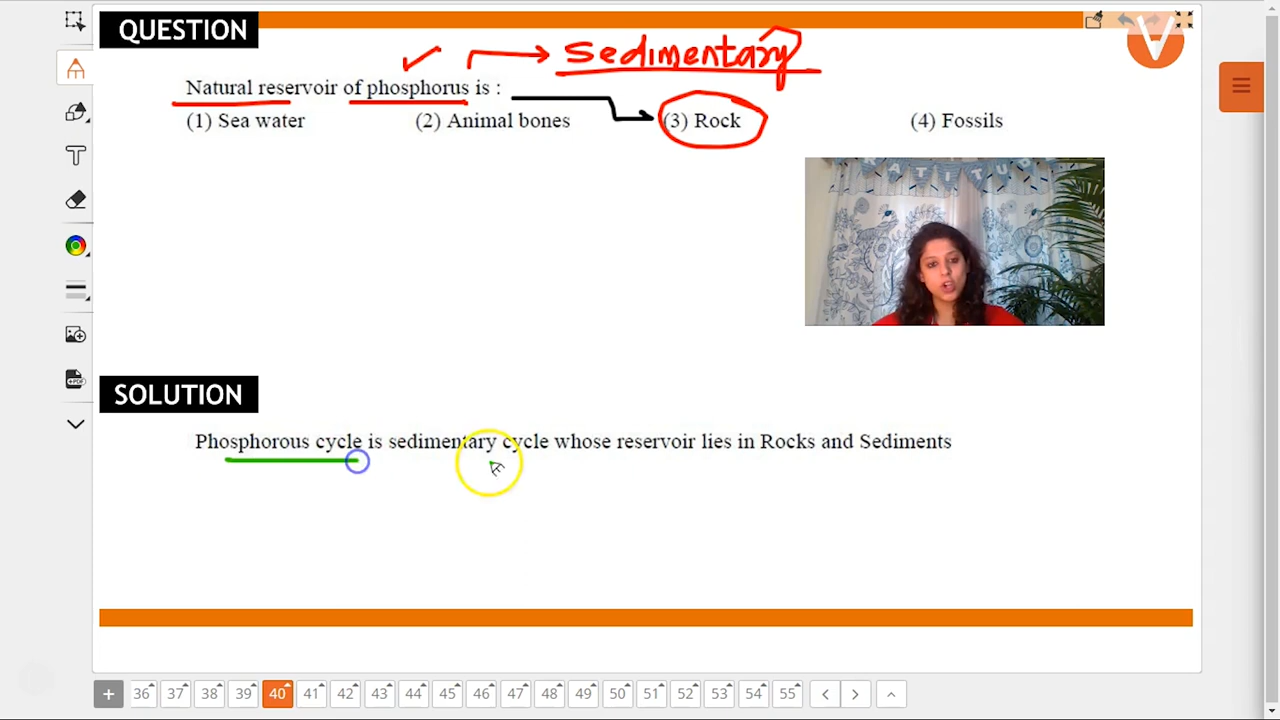 QUESTION
Sedimentary
Natural reservoir of phosphorus is :
(1) Sea water (2) Animal bones (3) Rock (4) Fossils
SOLUTION
Phosphorous cycle is sedimentary cycle whose reservoir lies in Rocks and Sediments
36 37 38 39 40 41 42 43 44 45 46 47 48 49 50 51 52 53 54 55